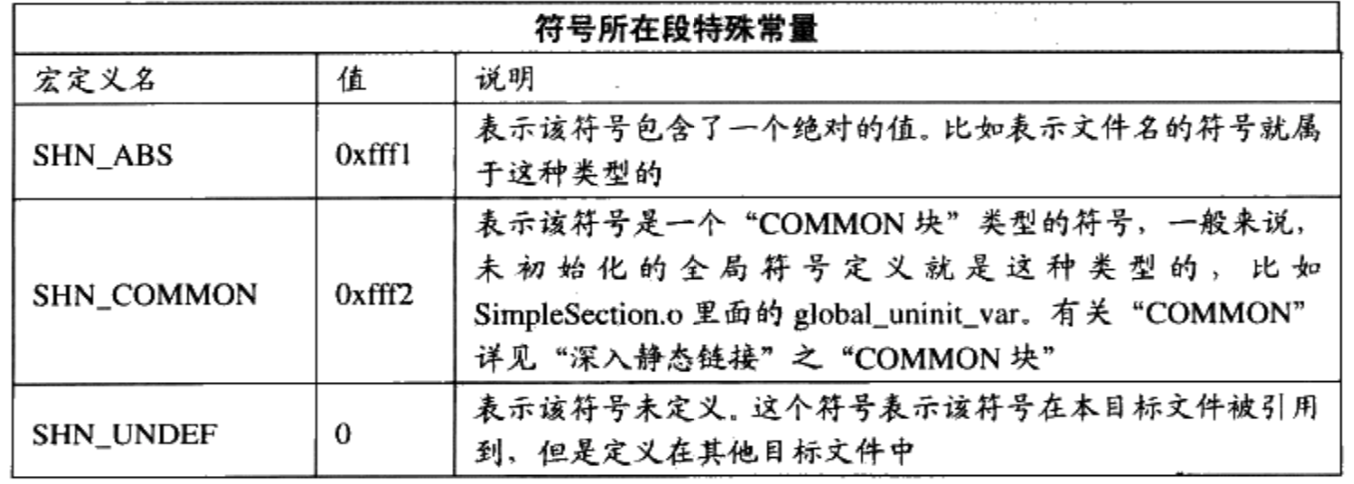 符号所在段特殊常量
宏定义名 值 说明
表示该符号包含了一个绝对的值。比如表示文件名的符号就属
SHN_ABS 0xfff1
于这种类型的
表示该符号是一个“COMMON 块”类型的符号，一般来说，
未初始化的全局符号定义就是这种类型的，比如
SHN_COMMON 0xfff2
SimpleSection.o 里面的 global_uninit_var。有关“COMMON”
详见“深入静态链接”之“COMMON 块”
表示该符号未定义。这个符号表示该符号在本目标文件被引用
SHN_UNDEF 0
到，但是定义在其他目标文件中